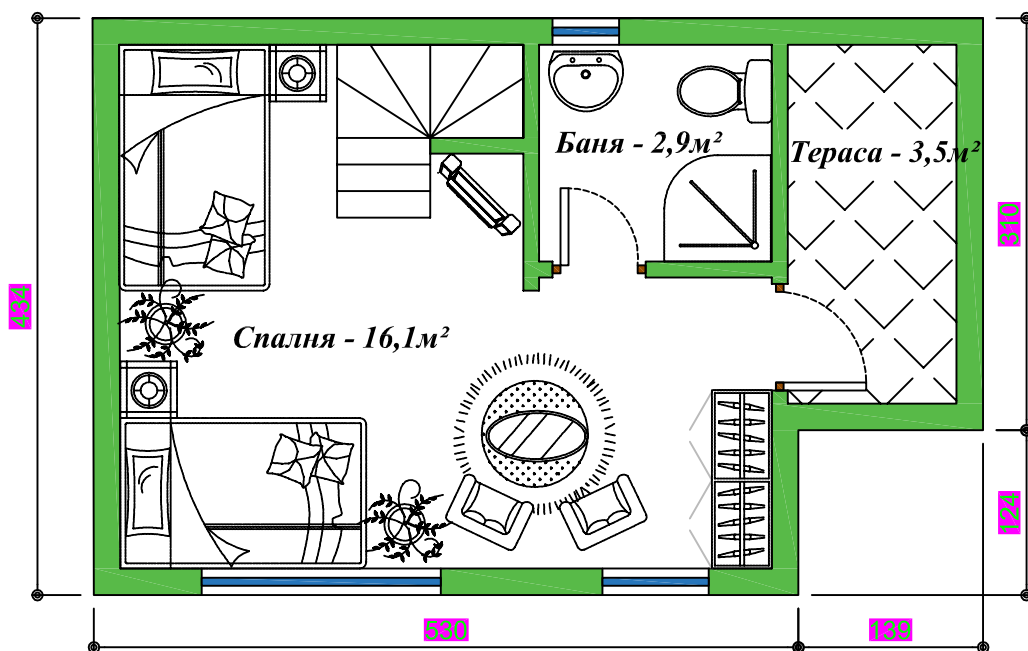 Баня - 2,9м²
Тераса - 3,5м²
310
434
Спалня - 16,1м²
124
530
139